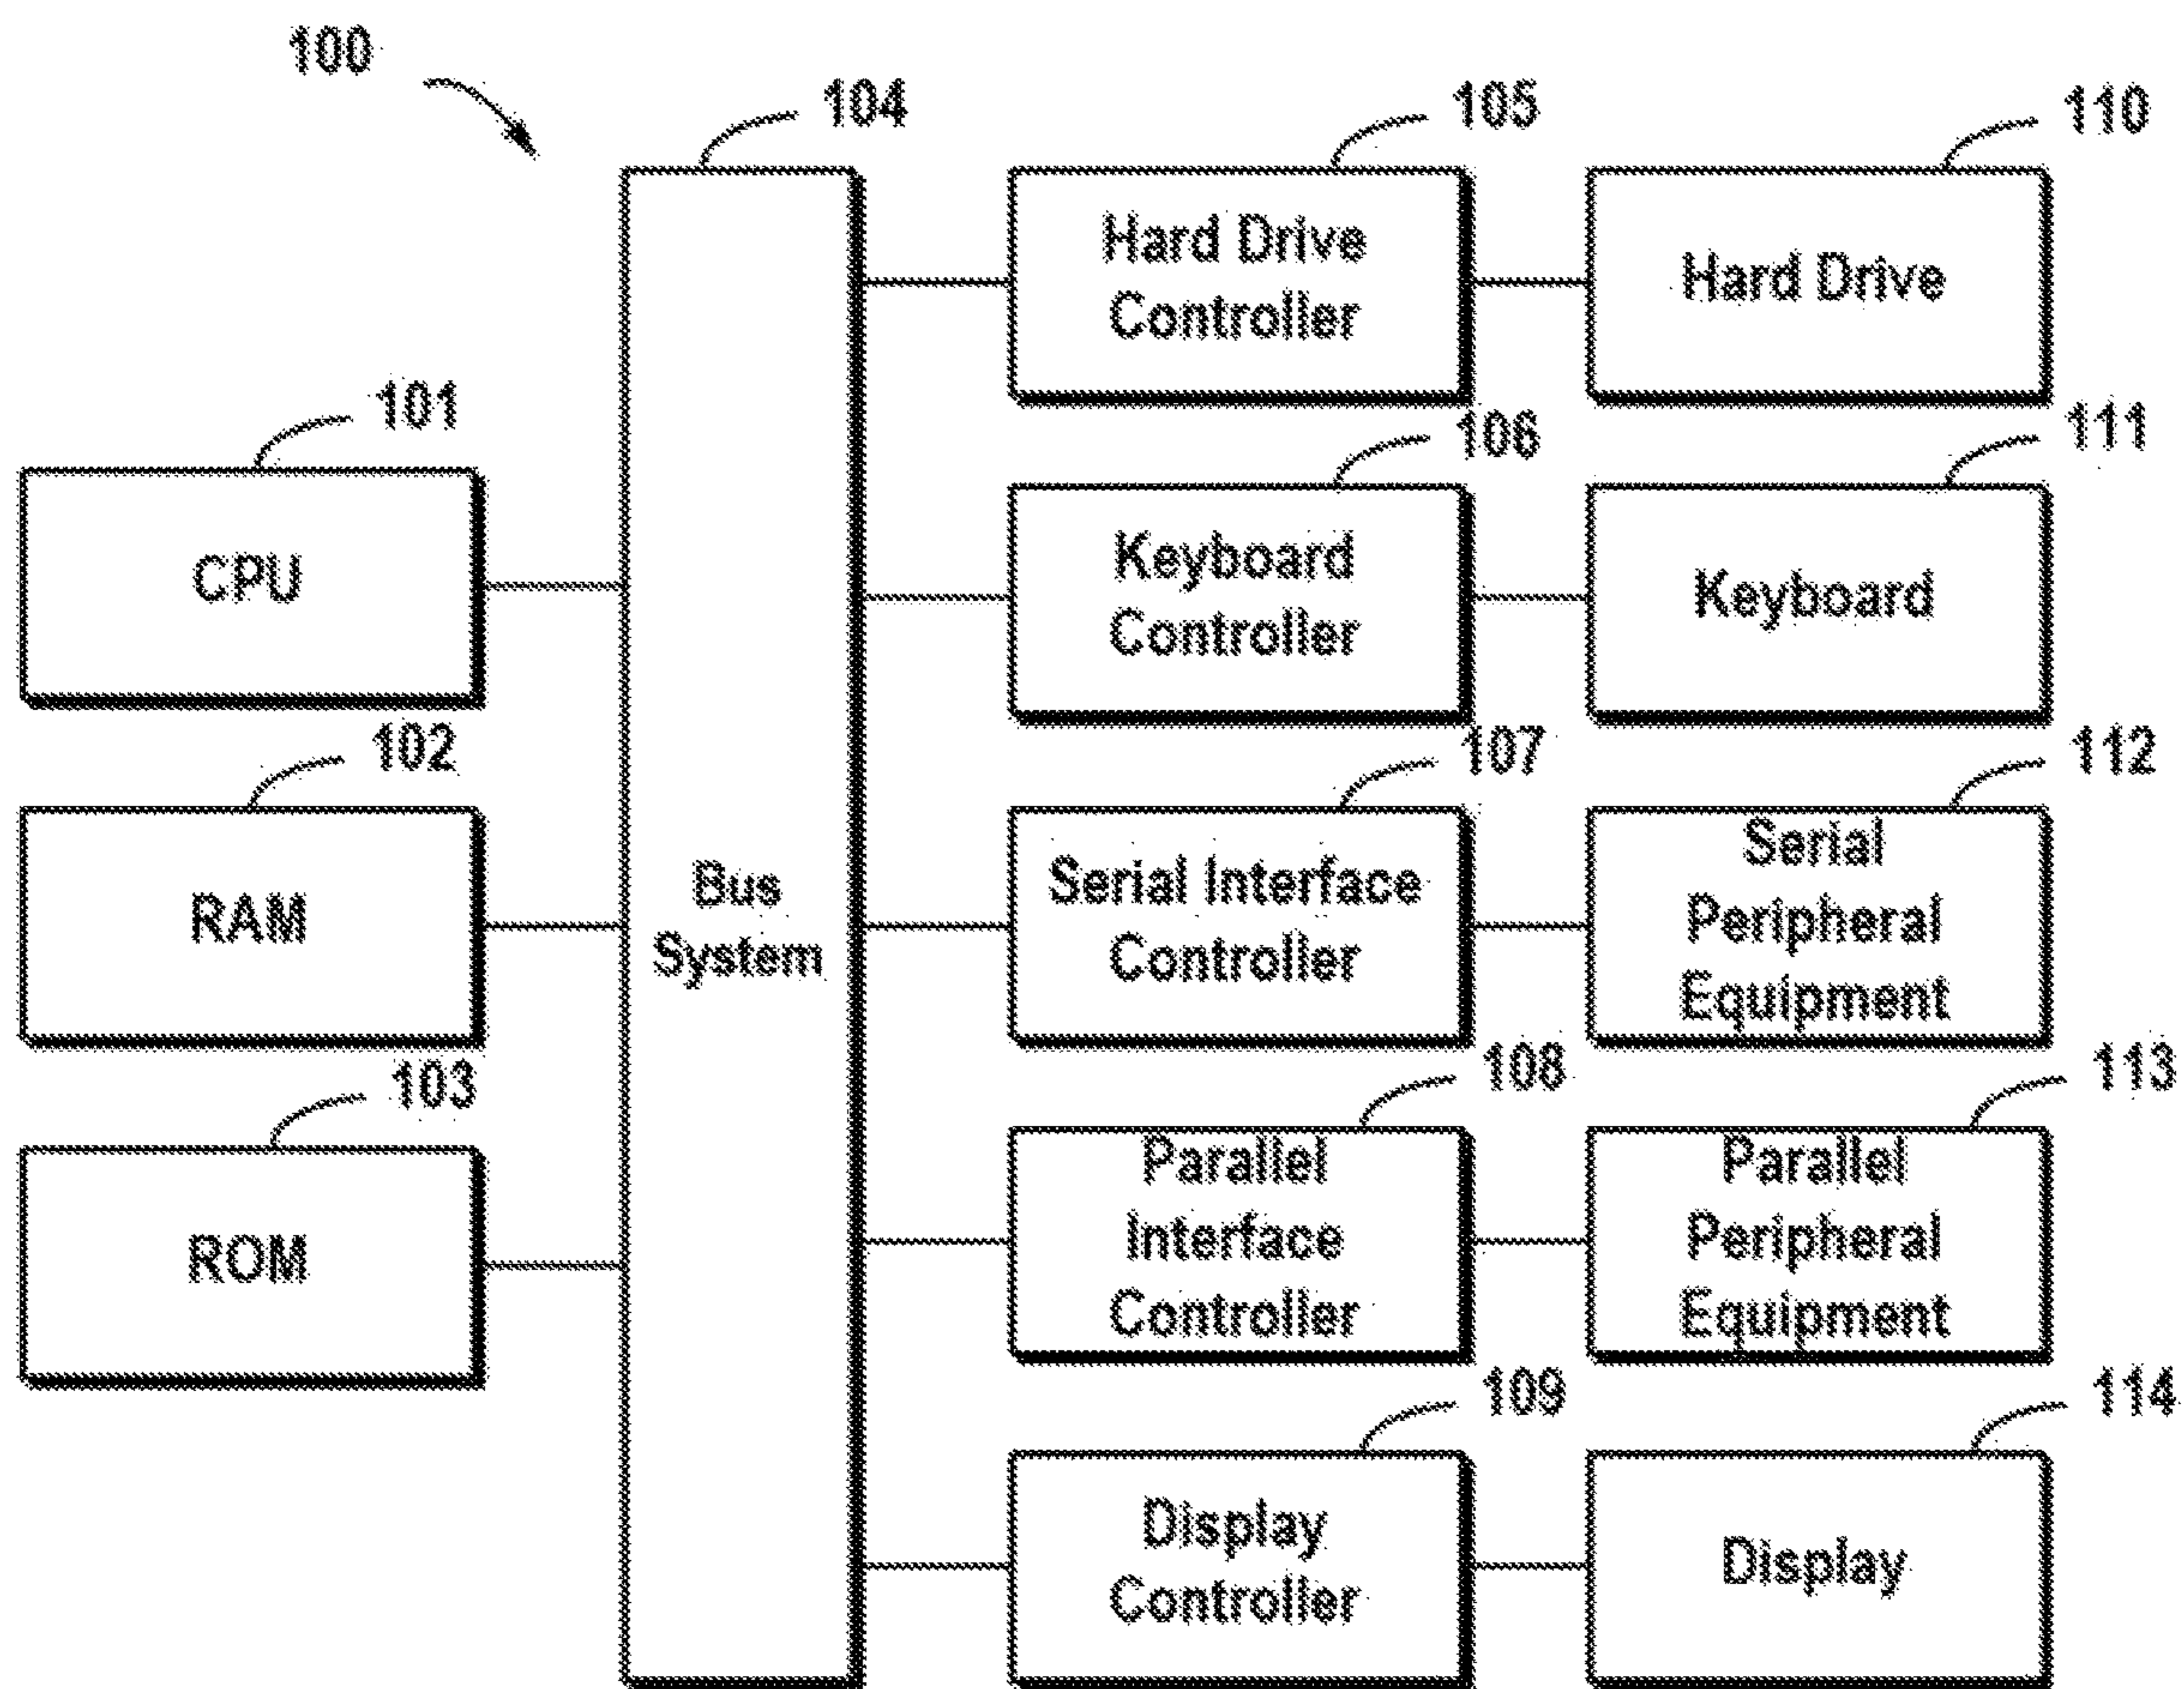 100
104
105
110
Hard Drive
Controller
Hard Drive
101
106
111
CPU
Keyboard
Controller
Keyboard
102
107
112
RAM
Bus
System
Serial Interface
Controller
Serial
Peripheral
Equipment
103
108
113
ROM
Parallel
Interface
Controller
Parallel
Peripheral
Equipment
109
114
Display
Controller
Display